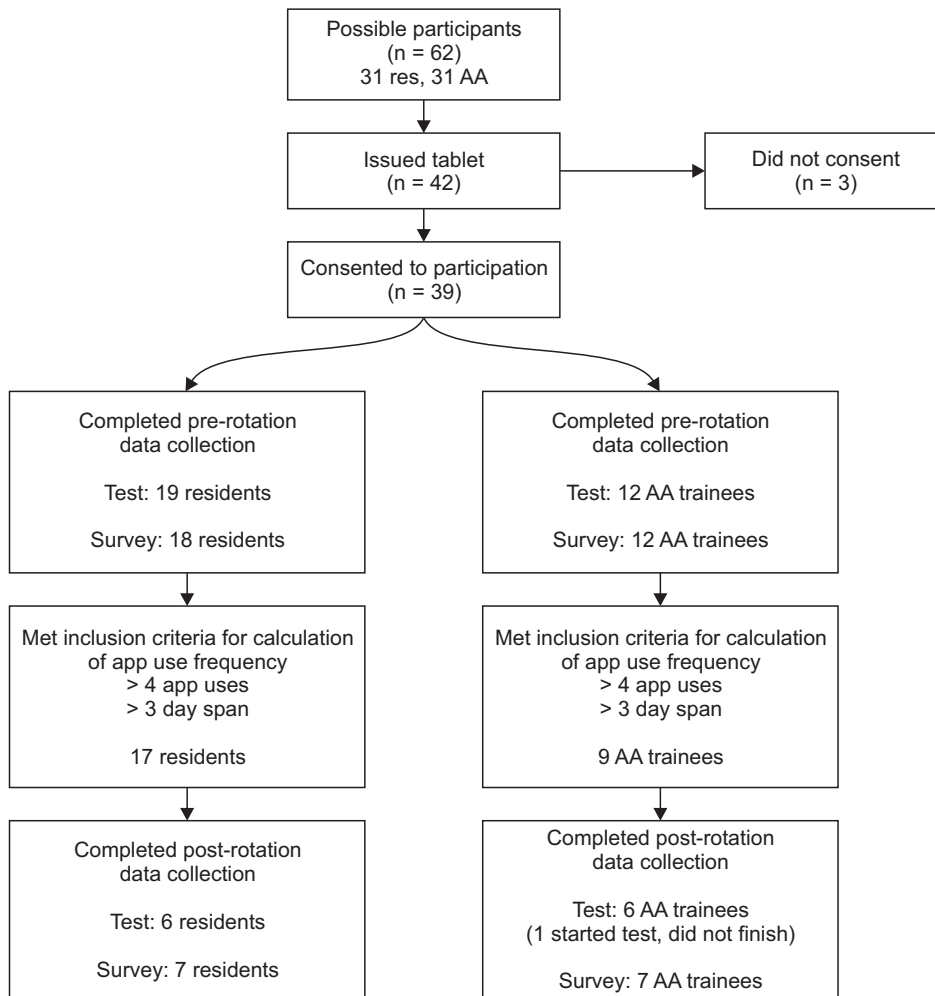 Possible participants
(n = 62)
31 res, 31 AA
Issued tablet
(n = 42)
Did not consent
(n = 3)
Consented to participation
(n = 39)
Completed pre-rotation
data collection
Test: 19 residents
Survey: 18 residents
Completed pre-rotation
data collection
Test: 12 AA trainees
Survey: 12 AA trainees
Met inclusion criteria for calculation
of app use frequency
> 4 app uses
> 3 day span
17 residents
Met inclusion criteria for calculation
of app use frequency
> 4 app uses
> 3 day span
9 AA trainees
Completed post-rotation
data collection
Test: 6 residents
Survey: 7 residents
Completed post-rotation
data collection
Test: 6 AA trainees
(1 started test, did not finish)
Survey: 7 AA trainees